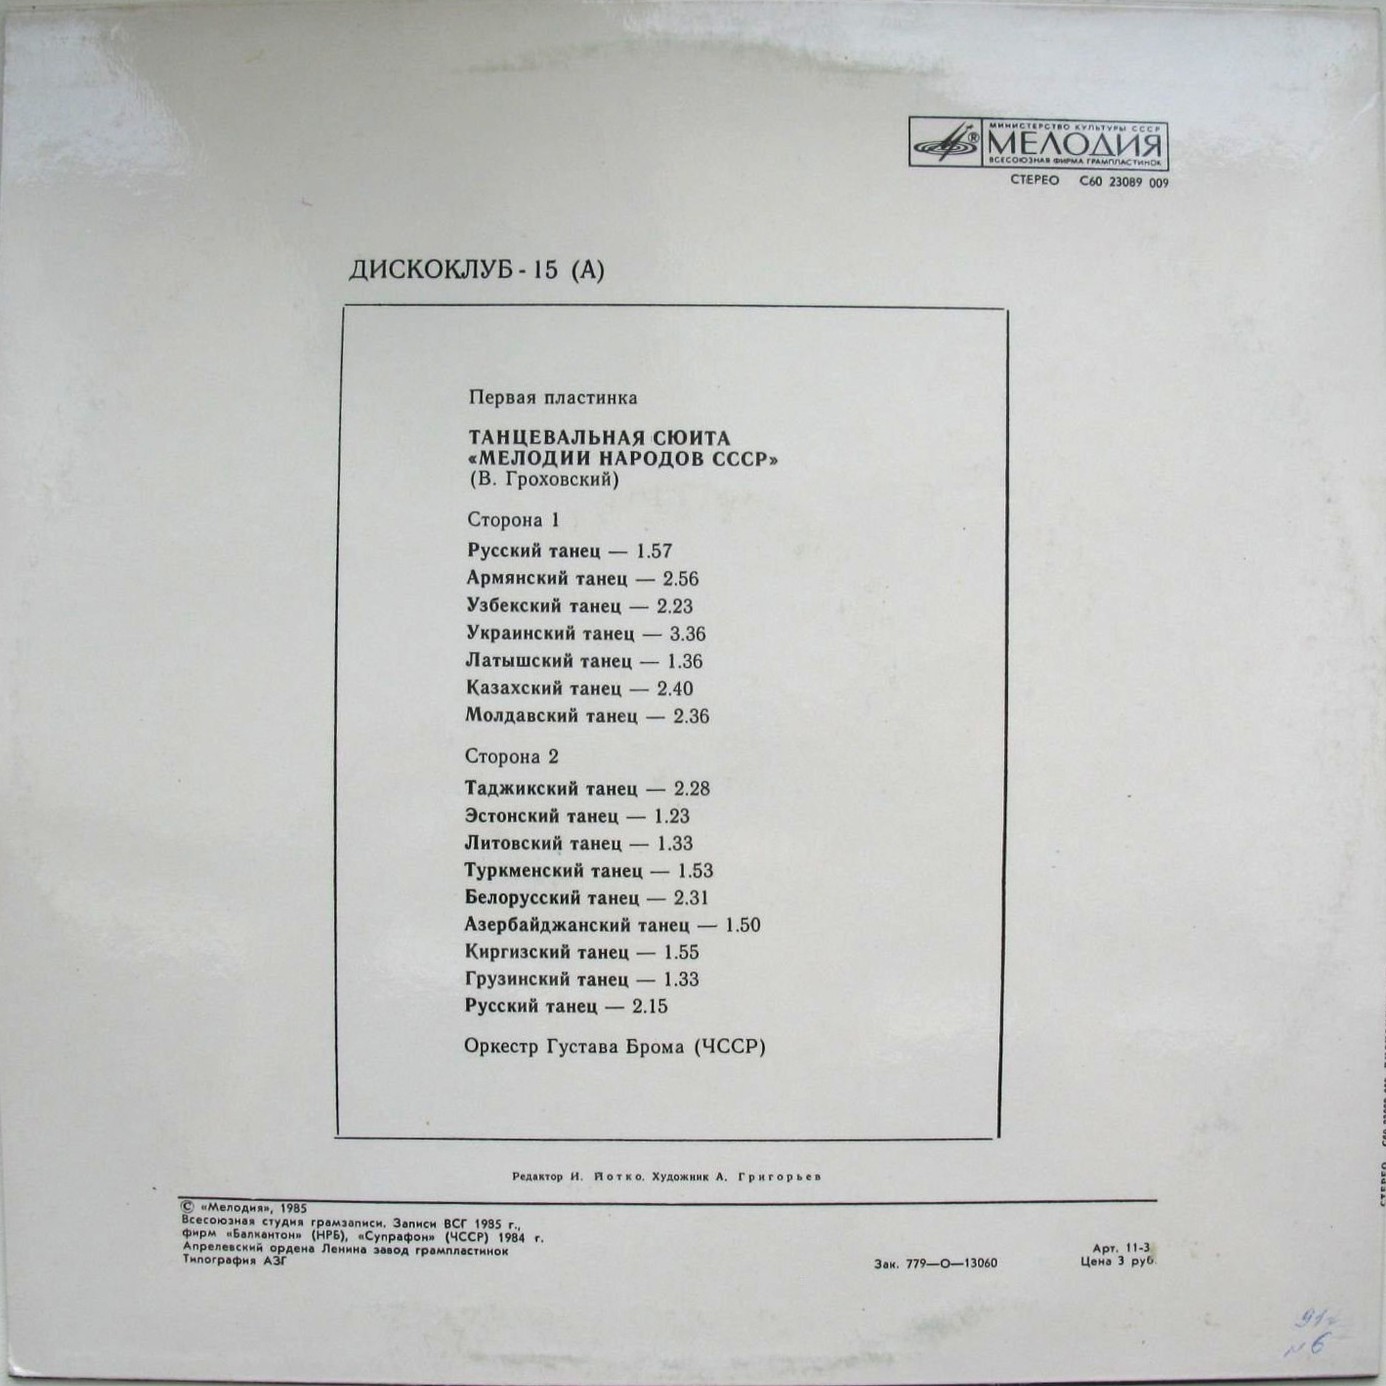 МИНИСТЕРСТВО КУЛЬТУРЫ СССР
МЕЛОДИЯ
ВСЕСОЮЗНАЯ ФИРМА ГРАМПЛАСТИНОК
СТЕРЕО С60 23089 009
ДИСКОКЛУБ - 15 (А)
Первая пластинка
ТАНЦЕВАЛЬНАЯ СЮИТА
«МЕЛОДИИ НАРОДОВ СССР»
(В. Гроховский)
Сторона 1
Русский танец — 1.57
Армянский танец — 2.56
Узбекский танец — 2.23
Украинский танец — 3.36
Латышский танец — 1.36
Казахский танец — 2.40
Молдавский танец — 2.36
Сторона 2
Таджикский танец — 2.28
Эстонский танец — 1.23
Литовский танец — 1.33
Туркменский танец — 1.53
Белорусский танец — 2.31
Азербайджанский танец — 1.50
Киргизский танец — 1.55
Грузинский танец — 1.33
Русский танец — 2.15
Оркестр Густава Брома (ЧССР)
Редактор И. Йотко. Художник А. Григорьев
© «Мелодия», 1985
Всесоюзная студия грамзаписи. Записи ВСГ 1985 г.,
фирм «Балкантон» (НРБ), «Супрафон» (ЧССР) 1984 г.
Апрелевский ордена Ленина завод грампластинок
Типография АЗГ
Зак. 779—О—13060
Арт. 11-3
Цена 3 руб.
СТЕРЕО